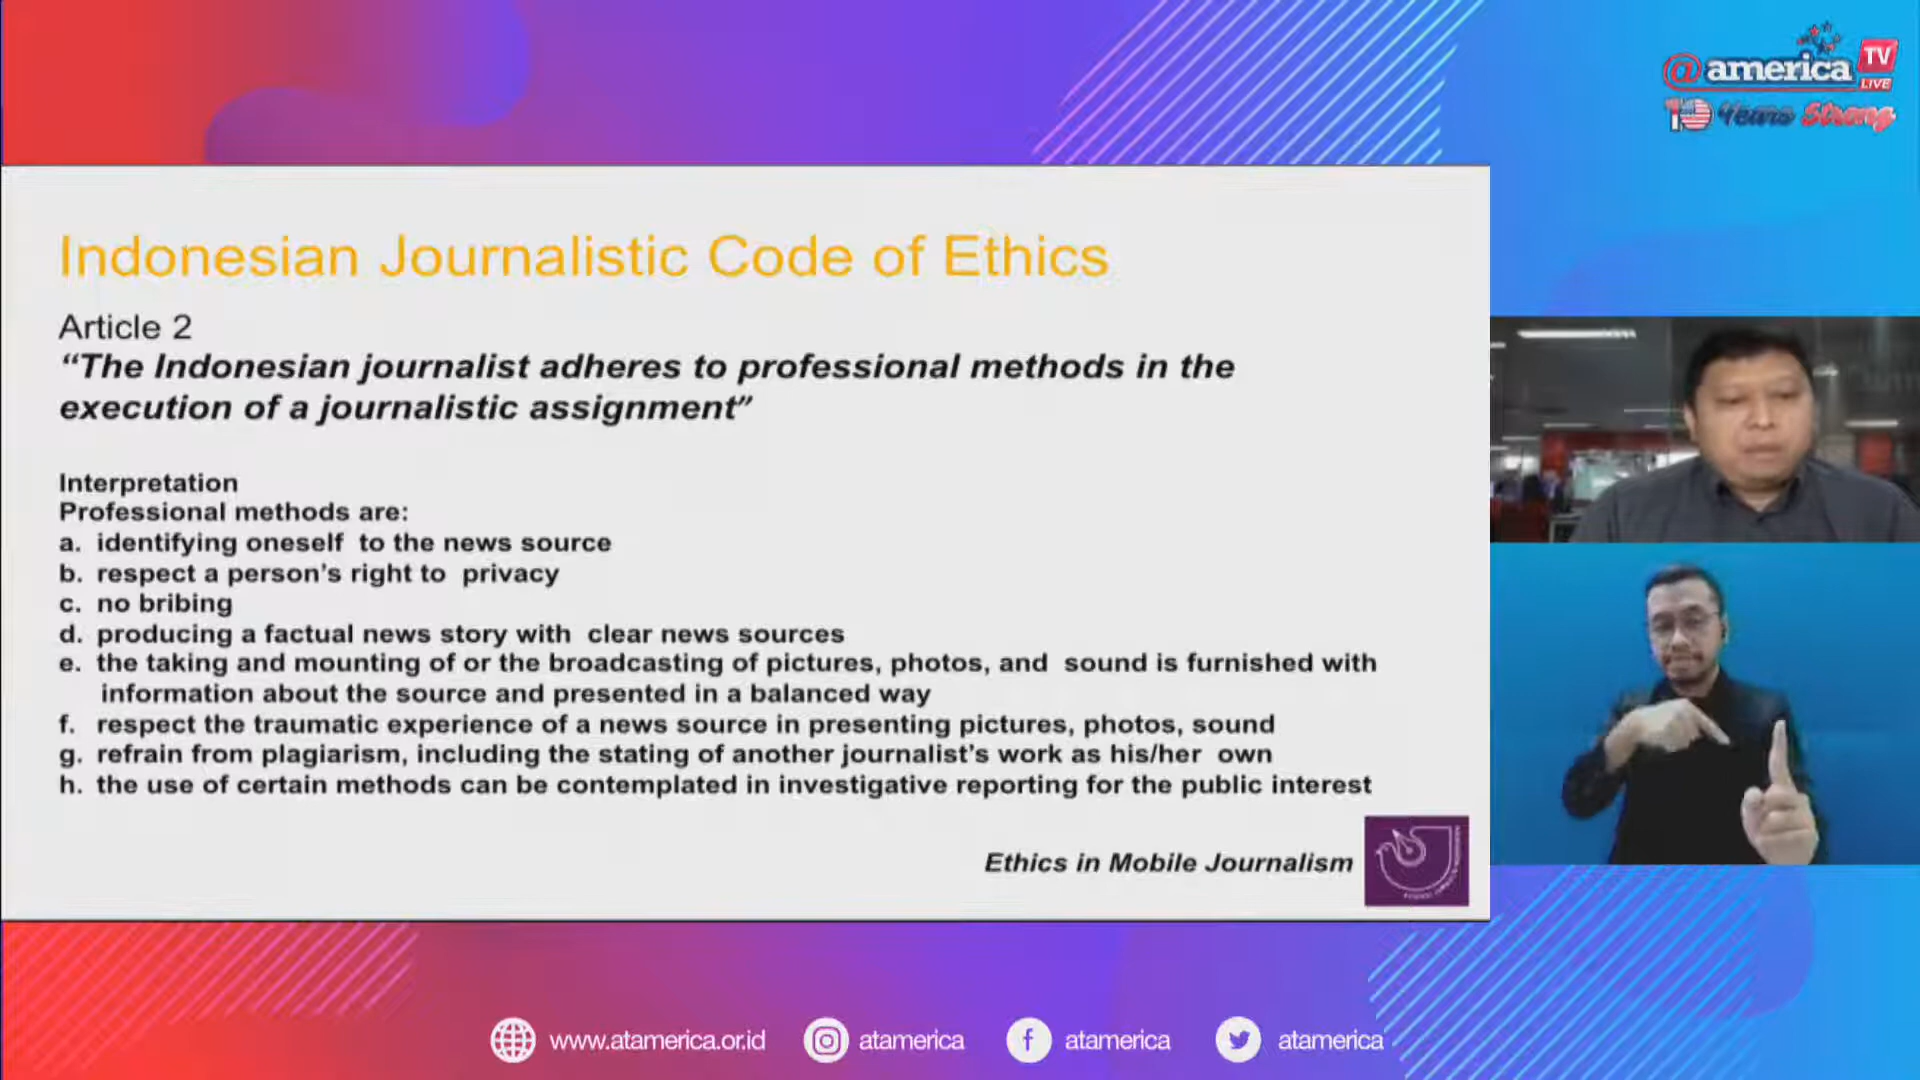 @america TV
LIVE
10 Years Strong
Indonesian Journalistic Code of Ethics
Article 2
“The Indonesian journalist adheres to professional methods in the
execution of a journalistic assignment”
Interpretation
Professional methods are:
a. identifying oneself to the news source
b. respect a person’s right to privacy
c. no bribing
d. producing a factual news story with clear news sources
e. the taking and mounting of or the broadcasting of pictures, photos, and sound is furnished with
information about the source and presented in a balanced way
f. respect the traumatic experience of a news source in presenting pictures, photos, sound
g. refrain from plagiarism, including the stating of another journalist’s work as his/her own
h. the use of certain methods can be contemplated in investigative reporting for the public interest
Ethics in Mobile Journalism
www.atamerica.or.id atamerica atamerica atamerica